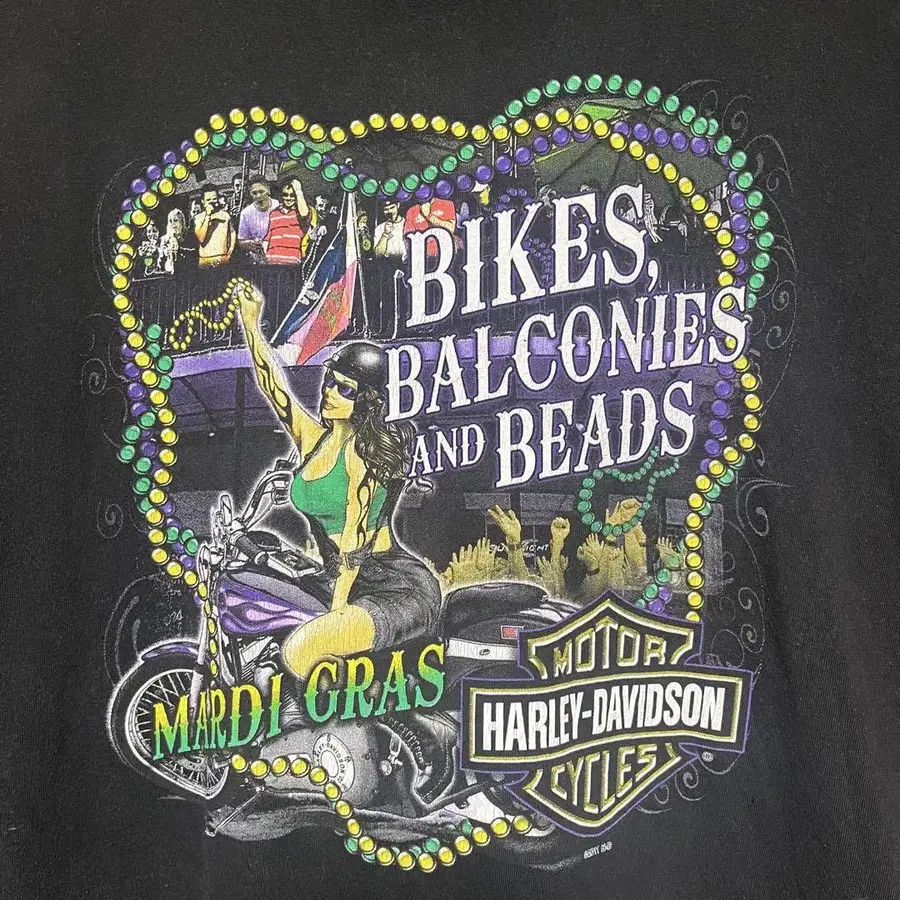 BIKES,
BALCONIES
AND BEADS
MARDI GRAS
MOTOR
HARLEY-DAVIDSON
CYCLES